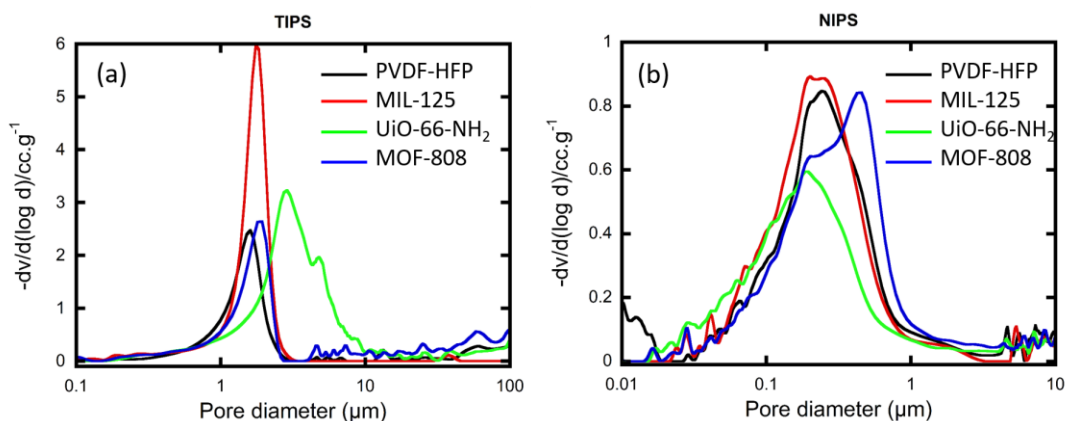 TIPS
(a)
PVDF-HFP
MIL-125
UiO-66-NH₂
MOF-808
-dv/d(log d)/cc.g⁻¹
6
5
4
3
2
1
0
0.1 1 10 100
Pore diameter (μm)
NIPS
(b)
PVDF-HFP
MIL-125
UiO-66-NH₂
MOF-808
-dv/d(log d)/cc.g⁻¹
1
0.8
0.6
0.4
0.2
0
0.01 0.1 1 10
Pore diameter (μm)